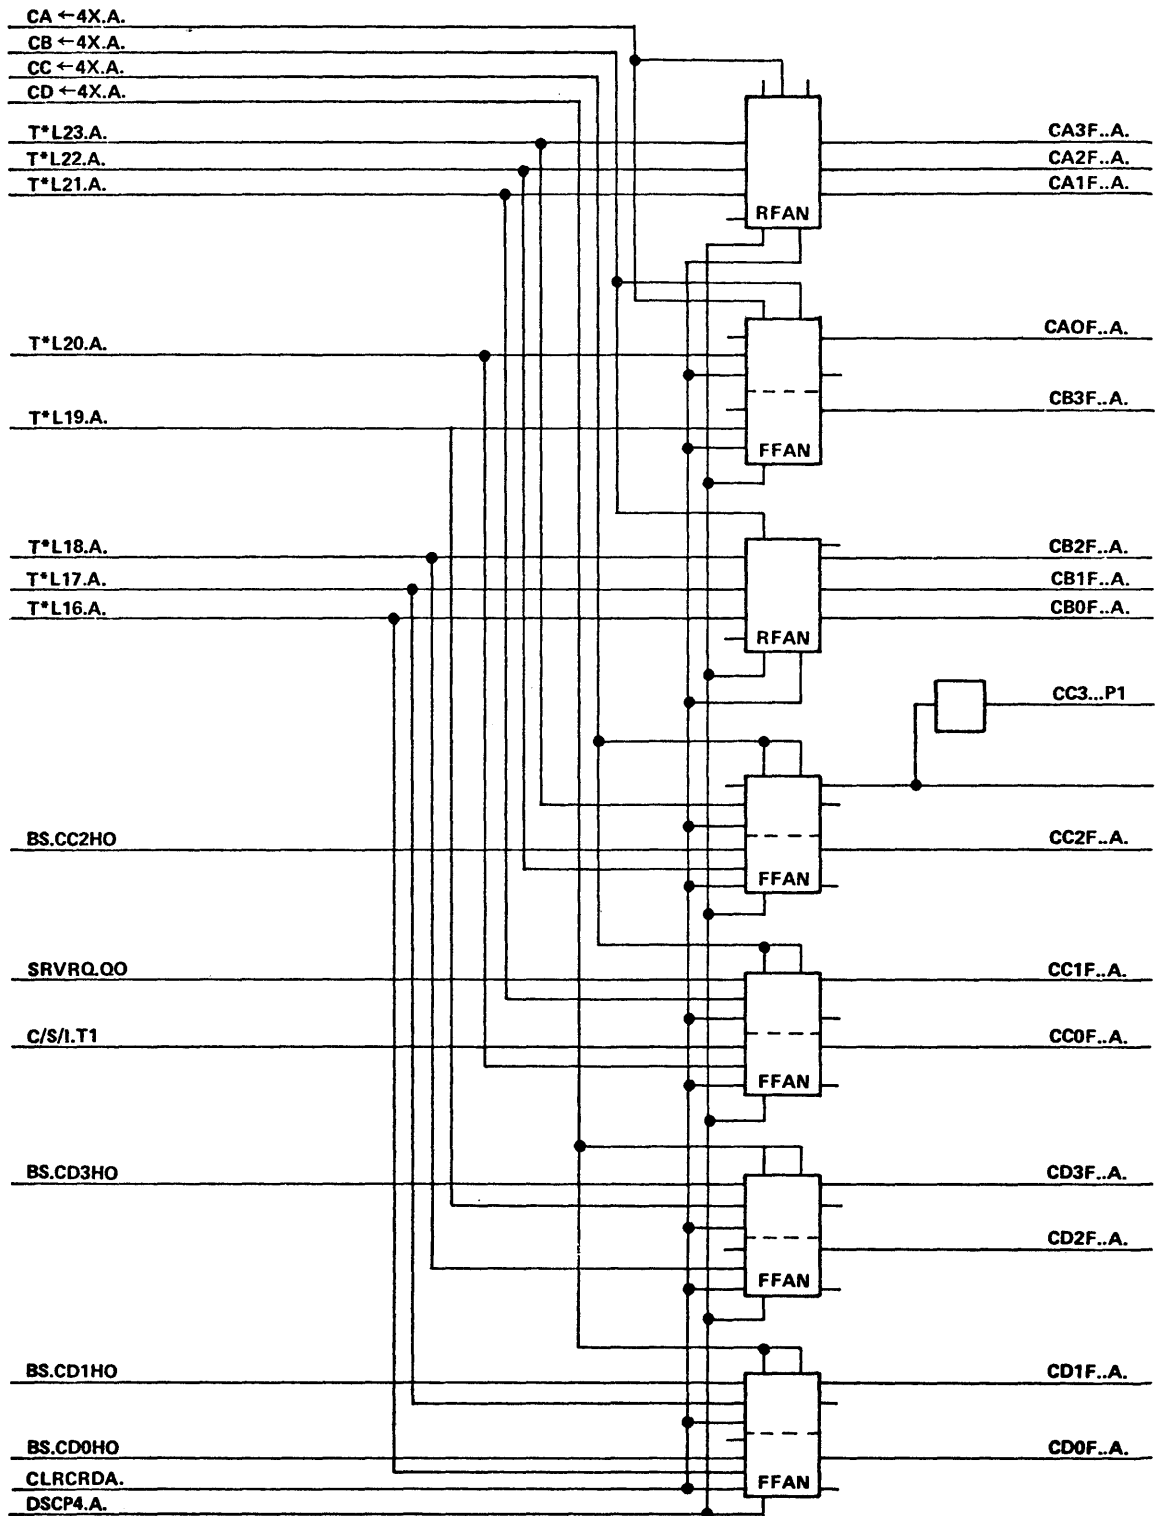 CA ←4X.A.
CB ←4X.A.
CC ←4X.A.
CD ←4X.A.
T*L23.A.
CA3F..A.
T*L22.A.
CA2F..A.
T*L21.A.
CA1F..A.
RFAN
T*L20.A.
CAOF..A.
CB3F..A.
T*L19.A.
FFAN
T*L18.A.
CB2F..A.
T*L17.A.
CB1F..A.
T*L16.A.
CB0F..A.
RFAN
CC3...P1
BS.CC2HO
CC2F..A.
FFAN
SRVRQ.QO
CC1F..A.
C/S/I.T1
CC0F..A.
FFAN
BS.CD3HO
CD3F..A.
CD2F..A.
FFAN
BS.CD1HO
CD1F..A.
BS.CD0HO
CD0F..A.
CLRCRDA.
FFAN
DSCP4.A.